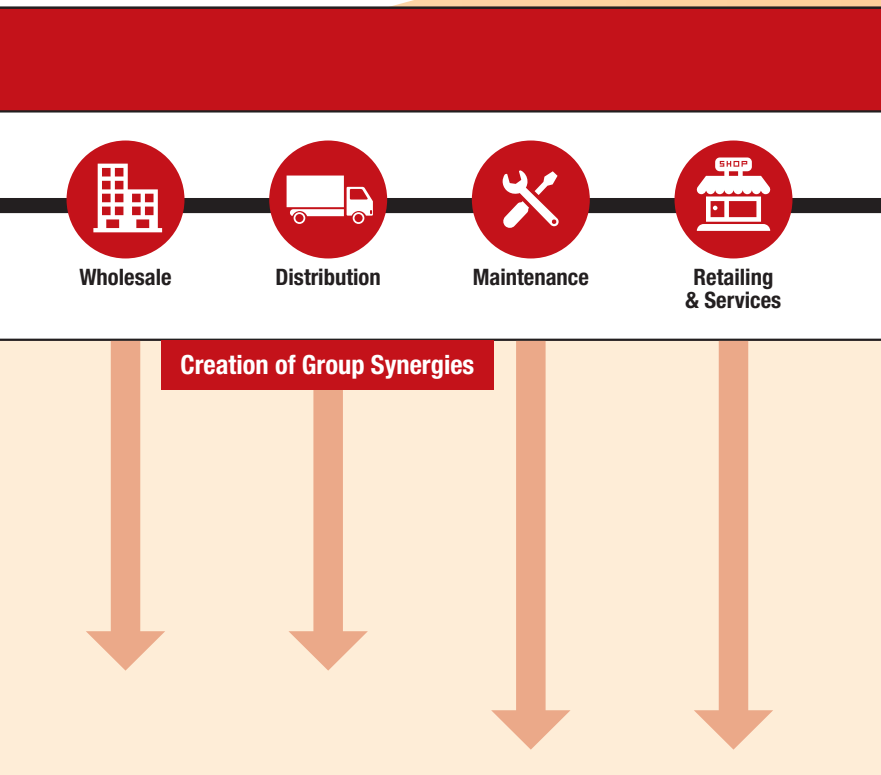 SHOP
Wholesale
Distribution
Maintenance
Retailing
& Services
Creation of Group Synergies